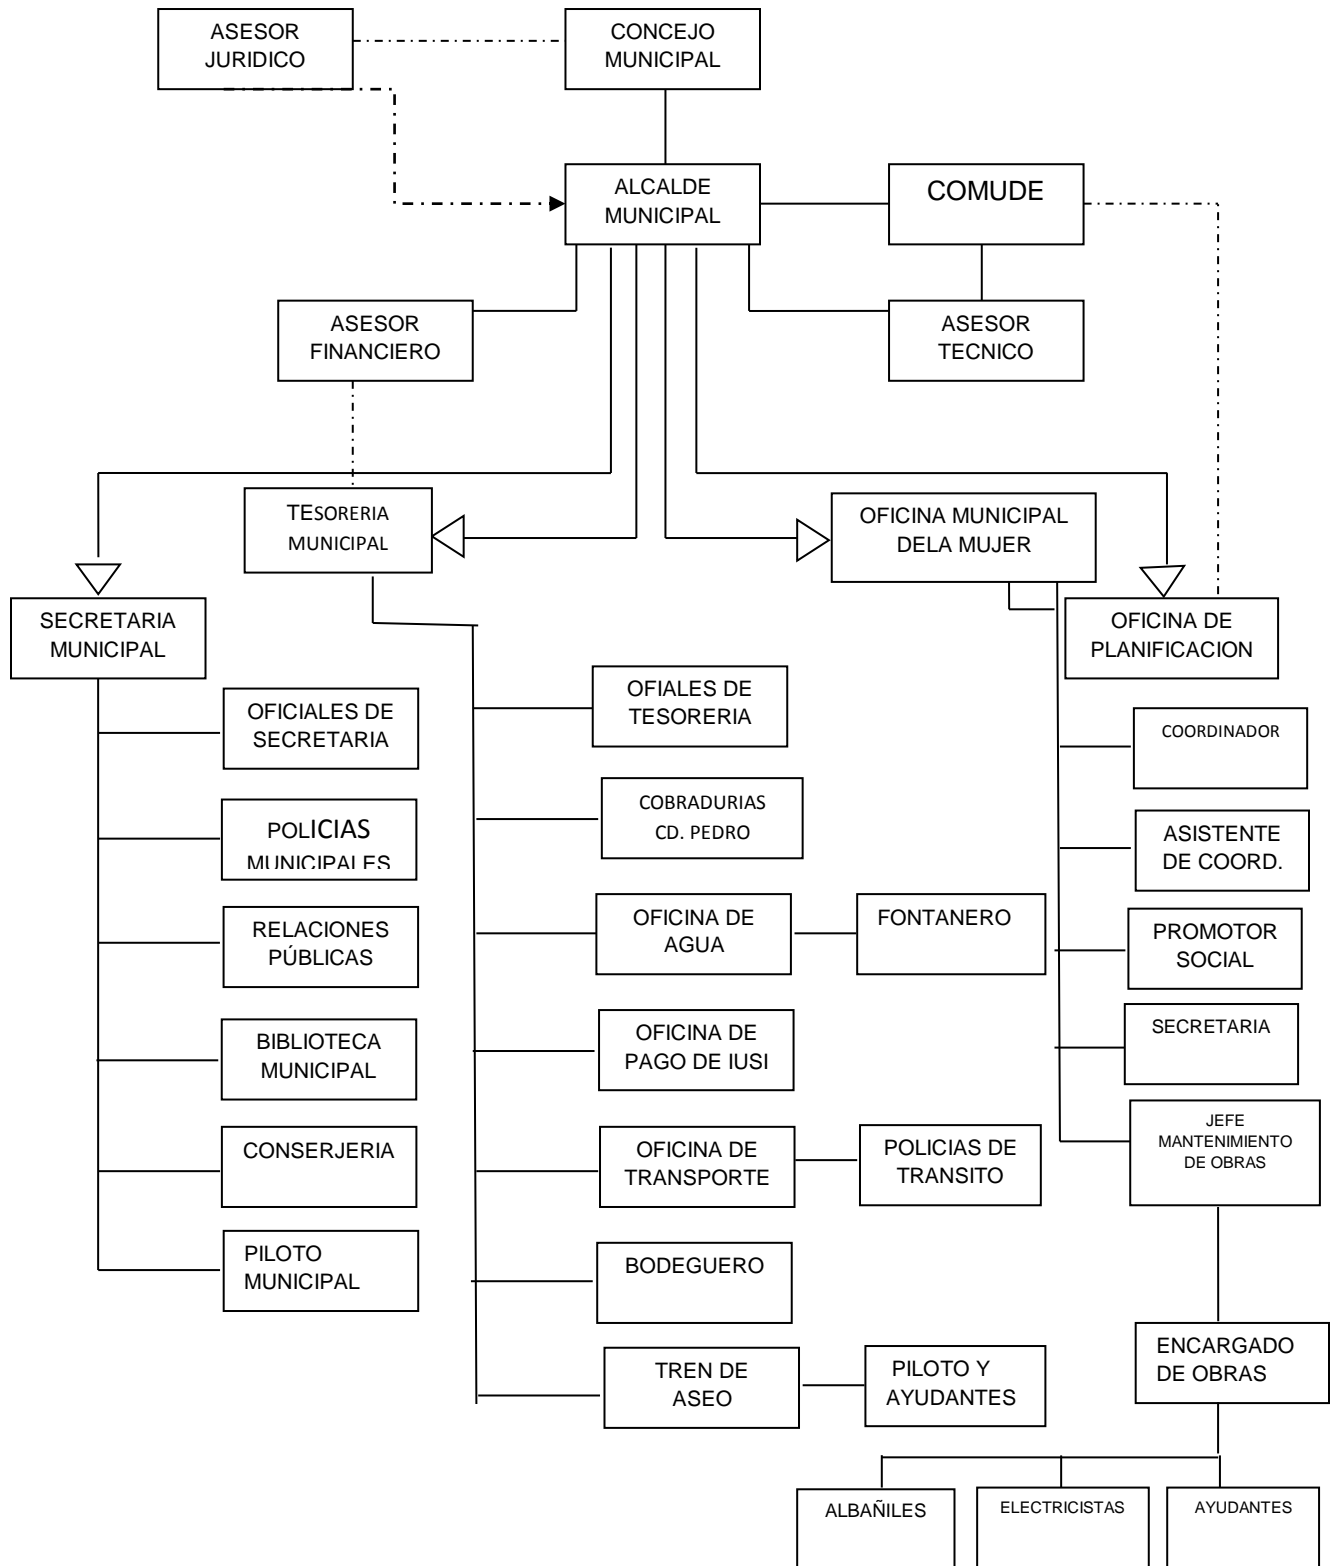 ASESOR
JURIDICO
CONCEJO
MUNICIPAL
ALCALDE
MUNICIPAL
COMUDE
ASESOR
FINANCIERO
ASESOR
TECNICO
TESORERIA
MUNICIPAL
OFICINA MUNICIPAL
DELA MUJER
SECRETARIA
MUNICIPAL
OFICINA DE
PLANIFICACION
OFICIALES DE
SECRETARIA
POLICIAS
MUNICIPALES
RELACIONES
PÚBLICAS
BIBLIOTECA
MUNICIPAL
CONSERJERIA
PILOTO
MUNICIPAL
OFIALES DE
TESORERIA
COBRADURIAS
CD. PEDRO
OFICINA DE
AGUA
FONTANERO
OFICINA DE
PAGO DE IUSI
OFICINA DE
TRANSPORTE
POLICIAS DE
TRANSITO
BODEGUERO
TREN DE
ASEO
PILOTO Y
AYUDANTES
COORDINADOR
ASISTENTE
DE COORD.
PROMOTOR
SOCIAL
SECRETARIA
JEFE
MANTENIMIENTO
DE OBRAS
ENCARGADO
DE OBRAS
ALBAÑILES
ELECTRICISTAS
AYUDANTES